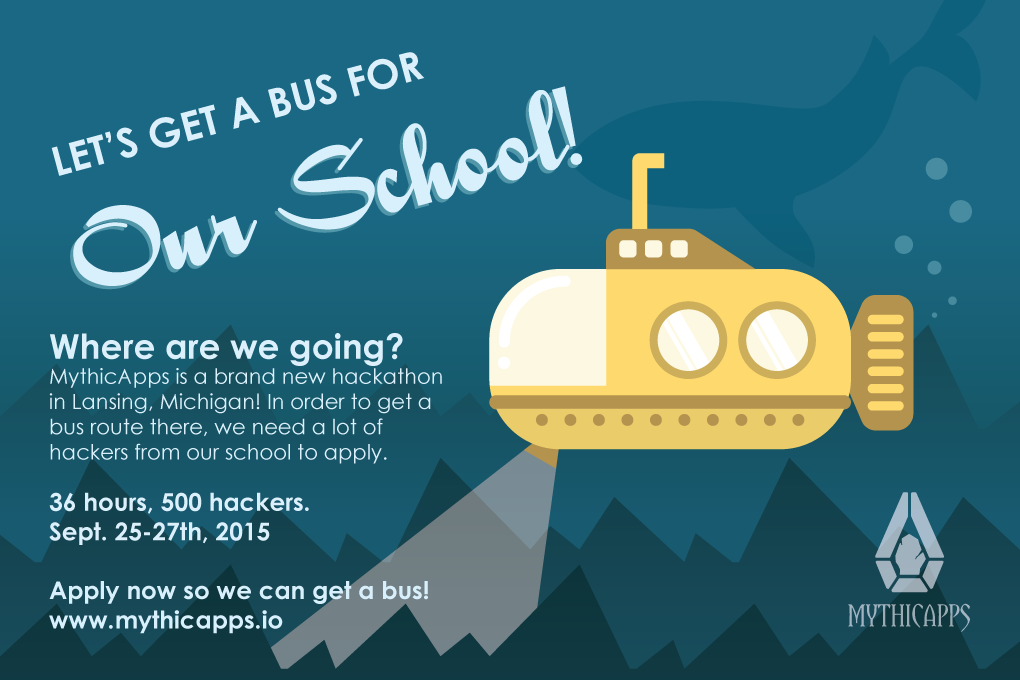 LET'S GET A BUS FOR
Our School!
Where are we going?
MythicApps is a brand new hackathon
in Lansing, Michigan! In order to get a
bus route there, we need a lot of
hackers from our school to apply.
36 hours, 500 hackers.
Sept. 25-27th, 2015
Apply now so we can get a bus!
www.mythicapps.io
MYTHICAPPS